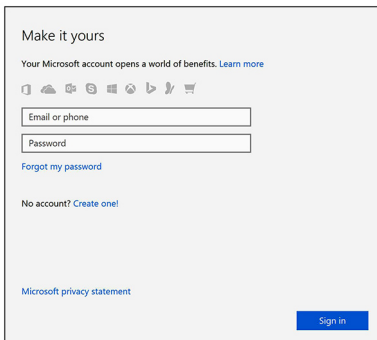 Make it yours
Your Microsoft account opens a world of benefits. Learn more
Email or phone
Password
Forgot my password
No account? Create one!
Microsoft privacy statement
Sign in